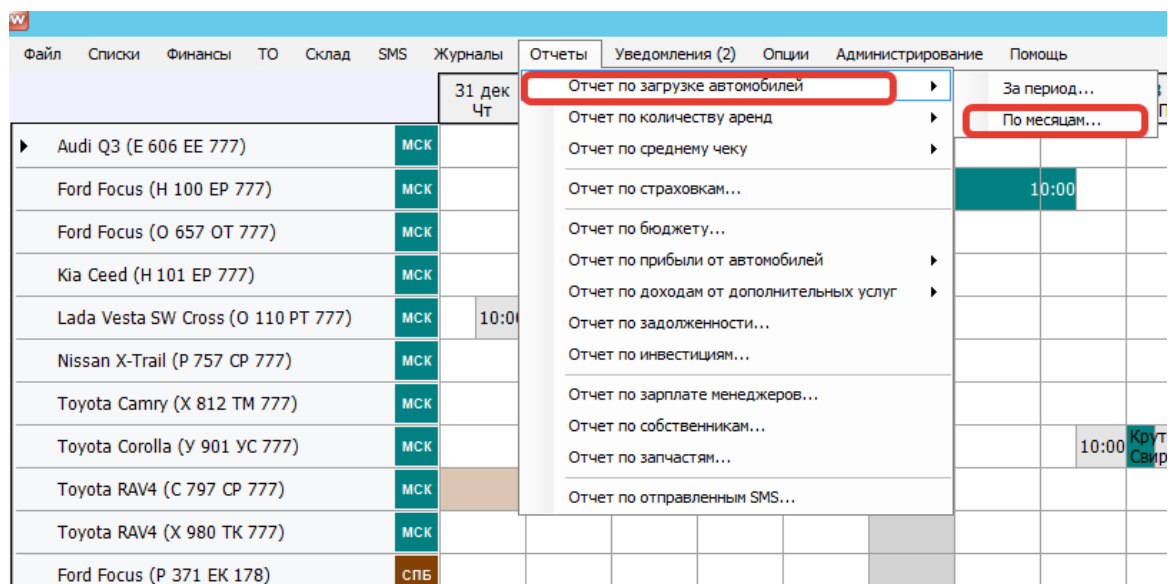 W
Файл Списки Финансы ТО Склад SMS Журналы Отчеты Уведомления (2) Опции Администрирование Помощь
31 дек
Чт
Отчет по загрузке автомобилей
Отчет по количеству аренд
Отчет по среднему чеку
Отчет по страховкам...
Отчет по бюджету...
Отчет по прибыли от автомобилей
Отчет по доходам от дополнительных услуг
Отчет по задолженности...
Отчет по инвестициям...
Отчет по зарплате менеджеров...
Отчет по собственникам...
Отчет по запчастям...
Отчет по отправленным SMS...
За период...
По месяцам...
Audi Q3 (Е 606 ЕЕ 777) МСК
Ford Focus (Н 100 ЕР 777) МСК 10:00
Ford Focus (О 657 ОТ 777) МСК
Kia Ceed (Н 101 ЕР 777) МСК
Lada Vesta SW Cross (О 110 РТ 777) МСК 10:00
Nissan X-Trail (Р 757 СР 777) МСК
Toyota Camry (Х 812 ТМ 777) МСК
Toyota Corolla (У 901 УС 777) МСК 10:00 Крут
Свир
Toyota RAV4 (С 797 СР 777) МСК
Toyota RAV4 (Х 980 ТК 777) МСК
Ford Focus (Р 371 ЕК 178) СПБ